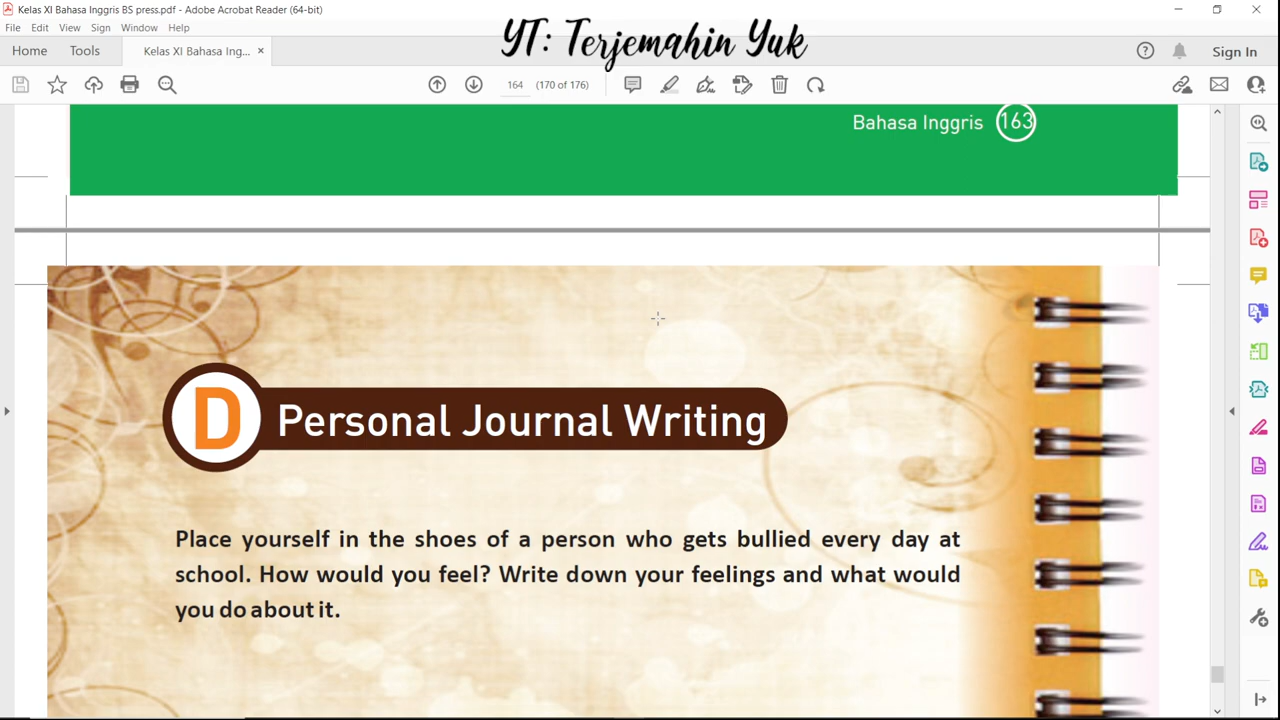 Kelas XI Bahasa Inggris BS press.pdf - Adobe Acrobat Reader (64-bit)
File Edit View Sign Window Help
YT: Terjemahin Yuk
Home Tools Kelas XI Bahasa Ing... × Sign In
164 (170 of 176)
Bahasa Inggris 163
D Personal Journal Writing
Place yourself in the shoes of a person who gets bullied every day at
school. How would you feel? Write down your feelings and what would
you do about it.